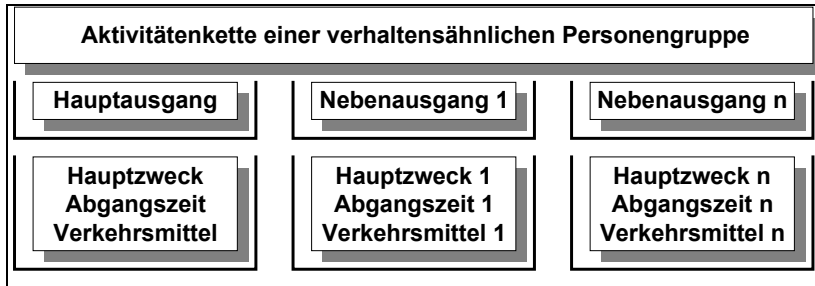 Aktivitätenkette einer verhaltensähnlichen Personengruppe
Hauptausgang
Nebenausgang 1
Nebenausgang n
Hauptzweck
Abgangszeit
Verkehrsmittel
Hauptzweck 1
Abgangszeit 1
Verkehrsmittel 1
Hauptzweck n
Abgangszeit n
Verkehrsmittel n